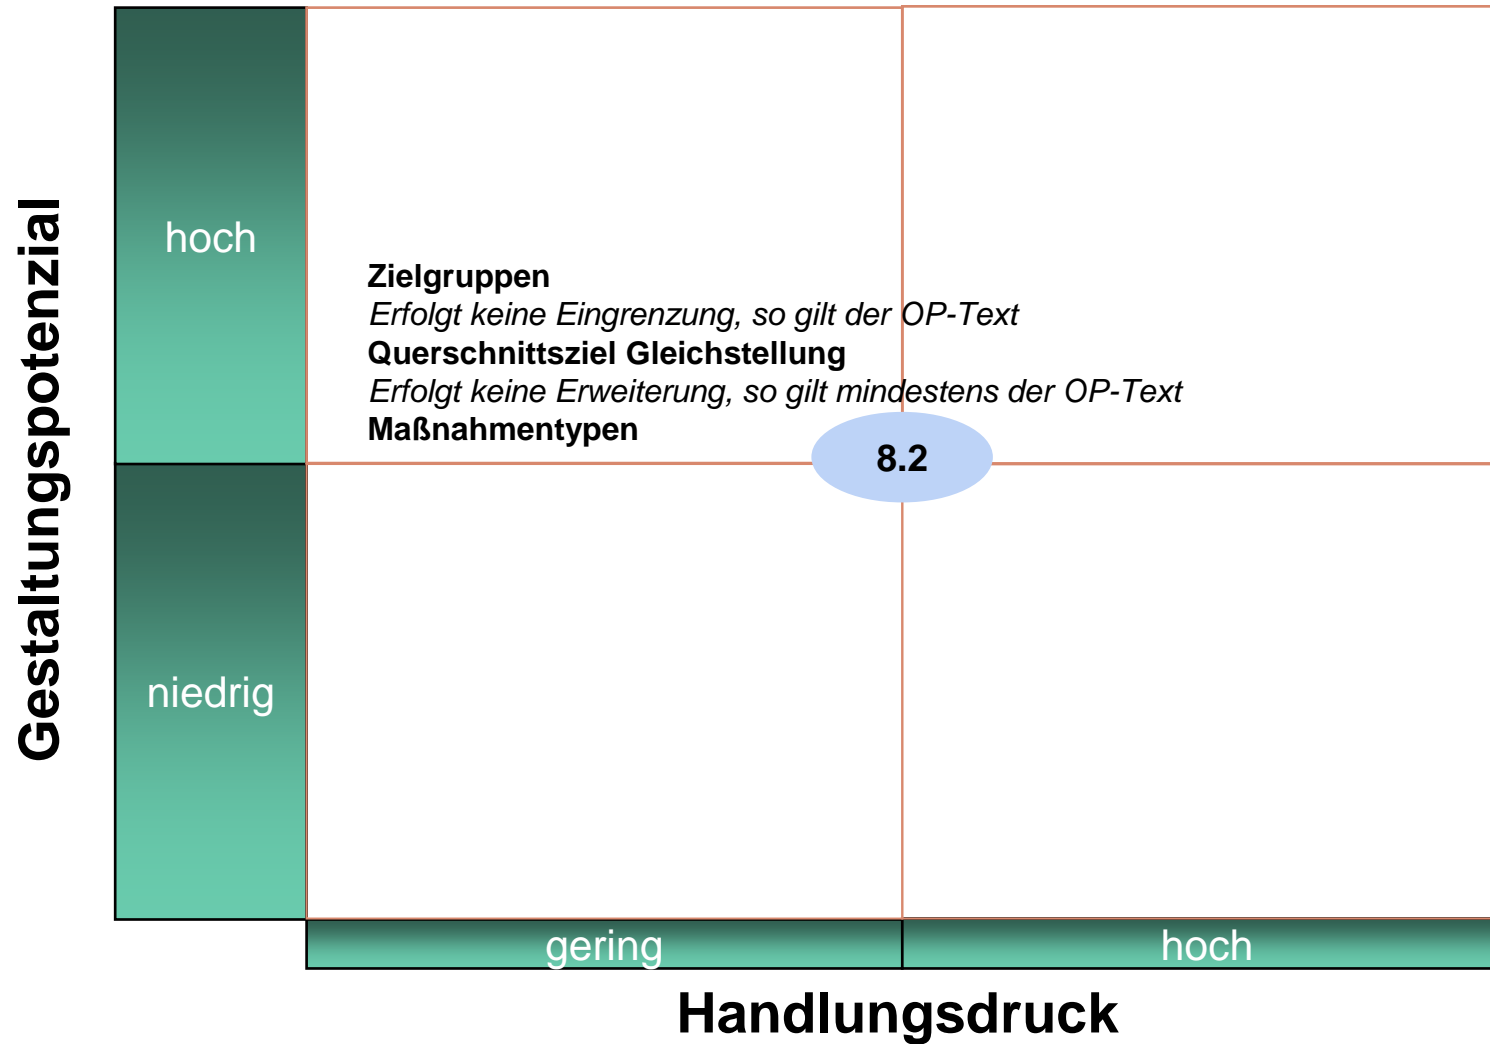 Gestaltungspotenzial
hoch
Zielgruppen
Erfolgt keine Eingrenzung, so gilt der OP-Text
Querschnittsziel Gleichstellung
Erfolgt keine Erweiterung, so gilt mindestens der OP-Text
Maßnahmentypen
8.2
niedrig
gering
hoch
Handlungsdruck